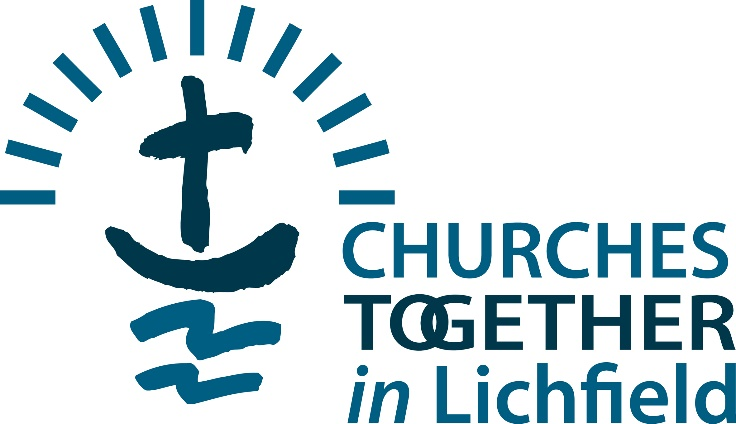 CHURCHES
TOGETHER
in Lichfield